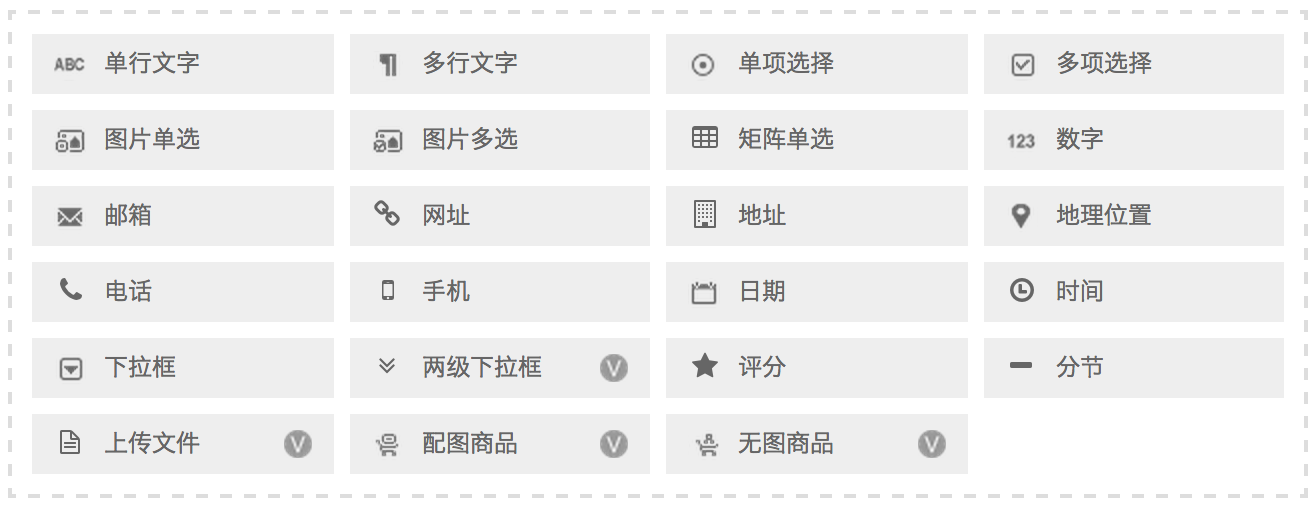 ABC 单行文字 多行文字 单项选择 多项选择
图片单选 图片多选 矩阵单选 123 数字
邮箱 网址 地址 地理位置
电话 手机 日期 时间
下拉框 两级下拉框 V 评分 分节
上传文件 V 配图商品 V 无图商品 V